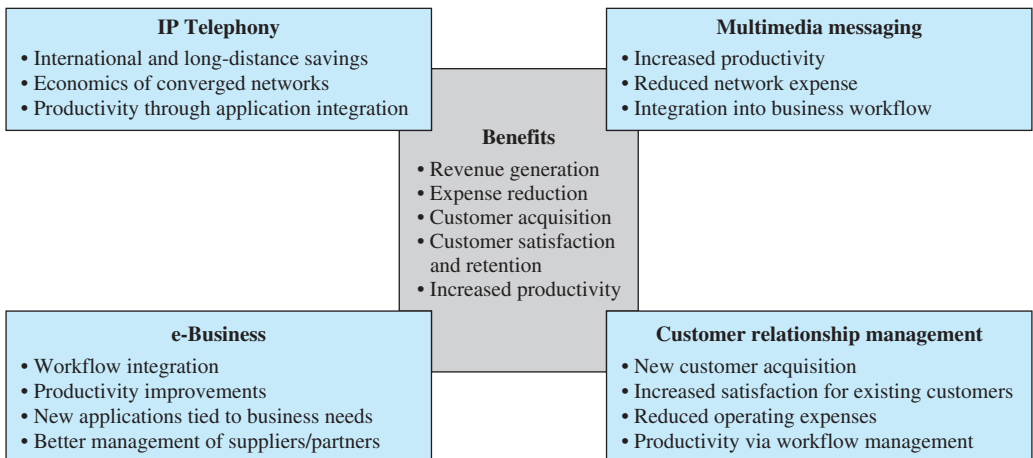 IP Telephony
• International and long-distance savings
• Economics of converged networks
• Productivity through application integration
Multimedia messaging
• Increased productivity
• Reduced network expense
• Integration into business workflow
Benefits
• Revenue generation
• Expense reduction
• Customer acquisition
• Customer satisfaction
and retention
• Increased productivity
e-Business
• Workflow integration
• Productivity improvements
• New applications tied to business needs
• Better management of suppliers/partners
Customer relationship management
• New customer acquisition
• Increased satisfaction for existing customers
• Reduced operating expenses
• Productivity via workflow management